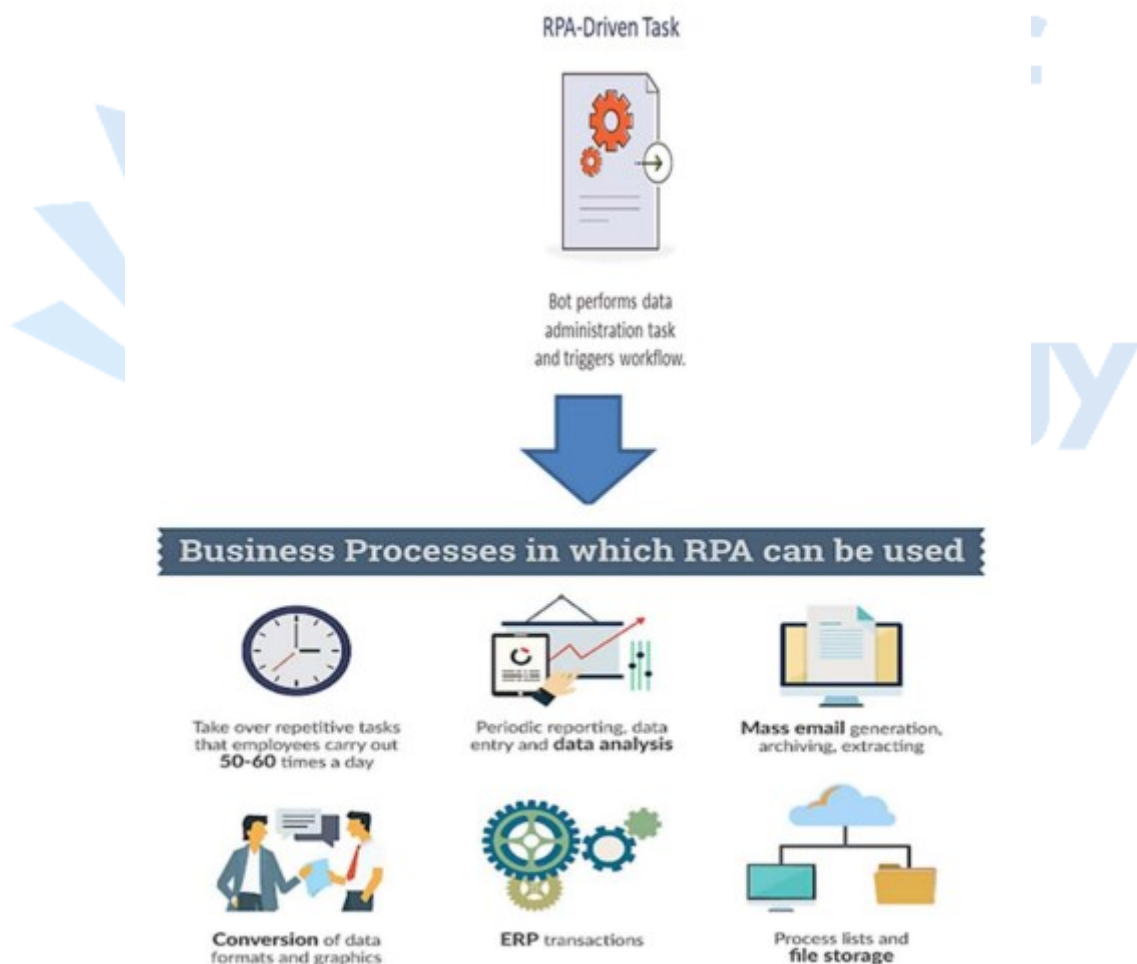 RPA-Driven Task
Bot performs data
administration task
and triggers workflow.
Business Processes in which RPA can be used
Take over repetitive tasks
that employees carry out
50-60 times a day
Periodic reporting, data
entry and data analysis
Mass email generation,
archiving, extracting
Conversion of data
formats and graphics
ERP transactions
Process lists and
file storage